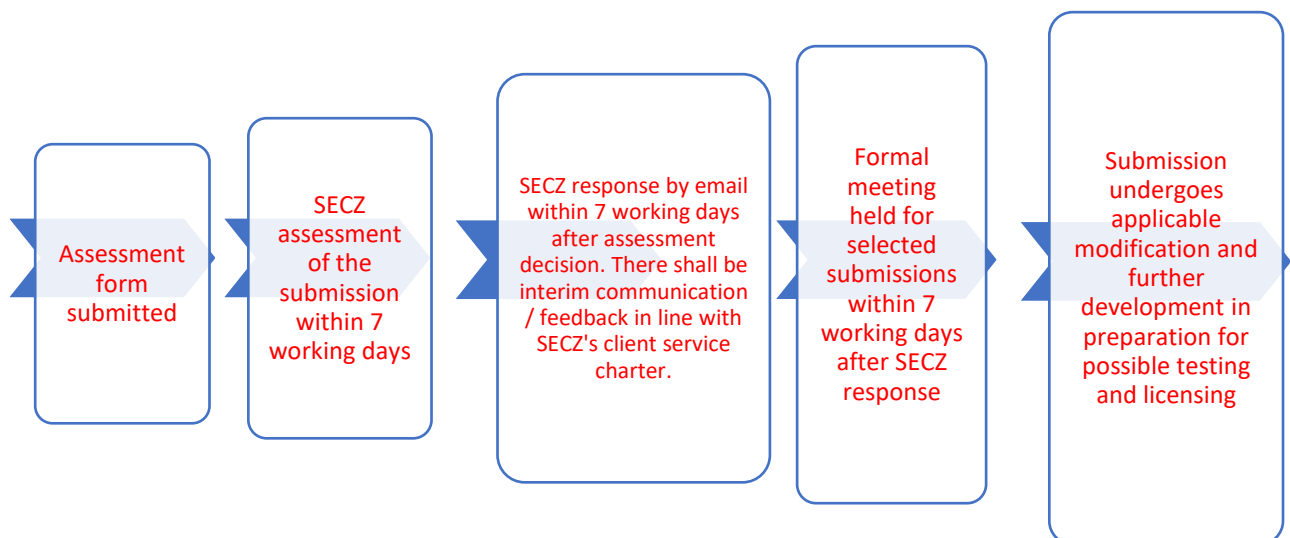 Assessment
form
submitted
SECZ
assessment
of the
submission
within 7
working days
SECZ response by email
within 7 working days
after assessment
decision. There shall be
interim communication
/ feedback in line with
SECZ's client service
charter.
Formal
meeting
held for
selected
submissions
within 7
working days
after SECZ
response
Submission
undergoes
applicable
modification and
further
development in
preparation for
possible testing
and licensing